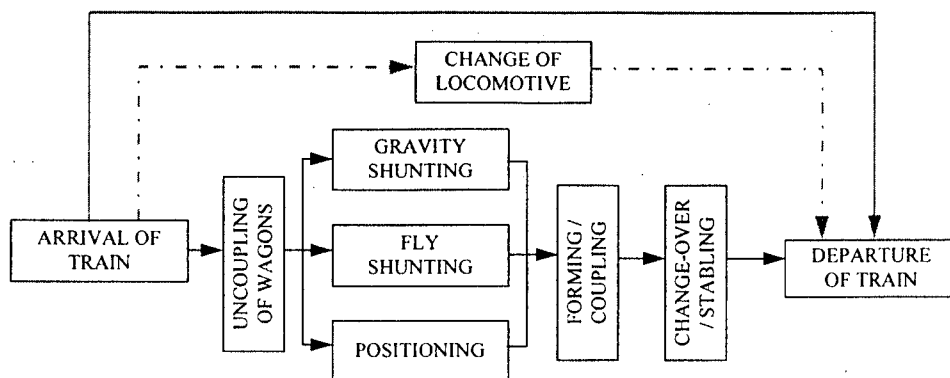 CHANGE OF
LOCOMOTIVE
GRAVITY
SHUNTING
ARRIVAL OF
TRAIN
UNCOUPLING
OF WAGONS
FLY
SHUNTING
POSITIONING
FORMING /
COUPLING
CHANGE-OVER
/ STABLING
DEPARTURE
OF TRAIN